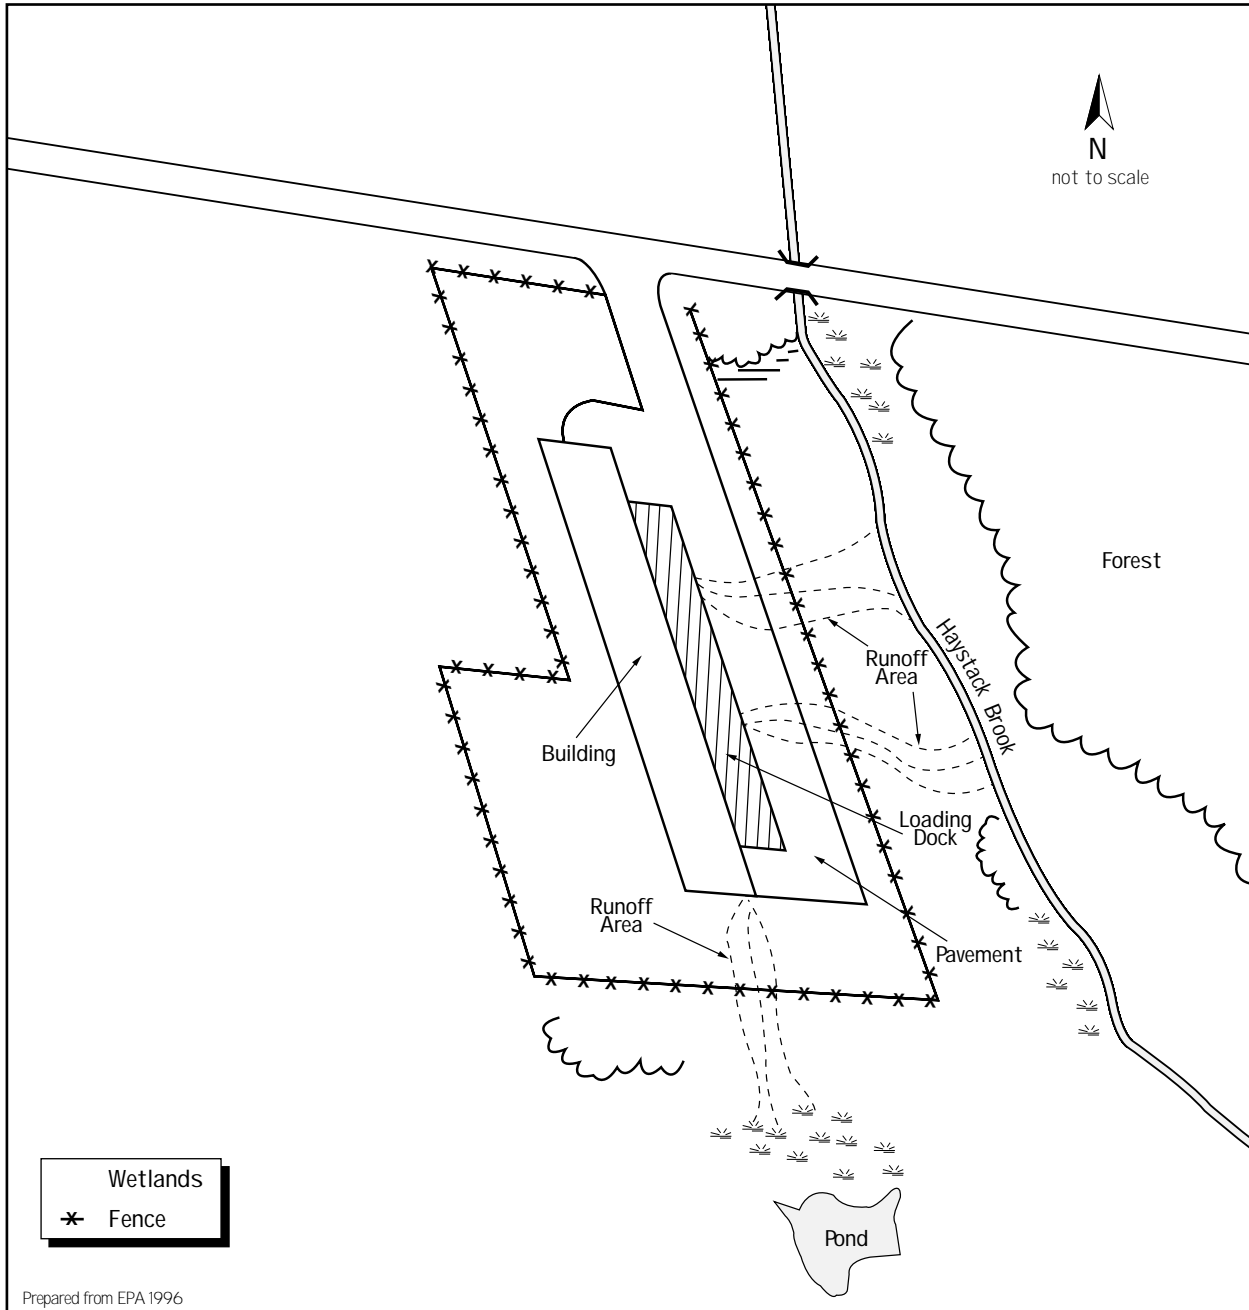 N
not to scale
Forest
Haystack Brook
Runoff
Area
Building
Loading
Dock
Runoff
Area
Pavement
Wetlands
Fence
Pond
Prepared from EPA 1996